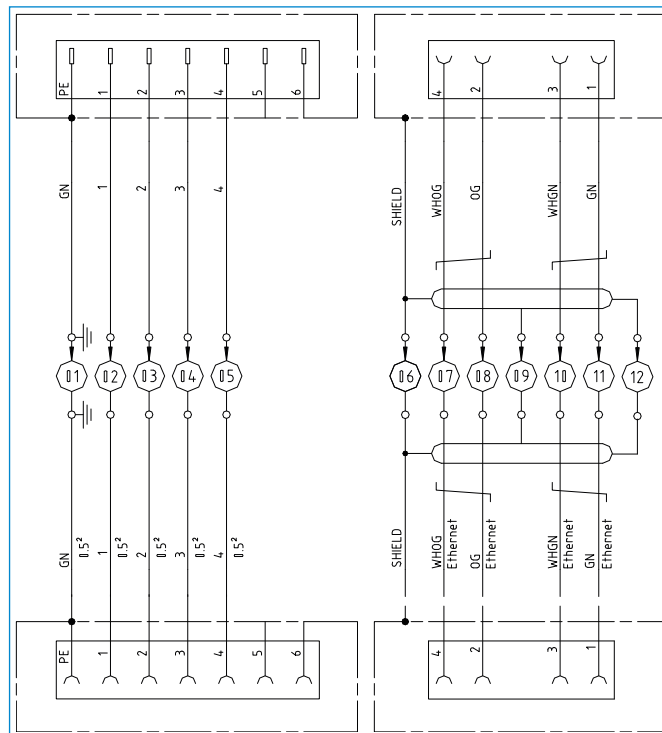 PE 1 2 3 4 5 6
4 2 3 1
GN 1 2 3 4
SHIELD WHOG OG WHGN GN
01 02 03 04 05 06 07 08 09 10 11 12
GN 0.5² 1 0.5² 2 0.5² 3 0.5² 4 0.5²
SHIELD
WHOG Ethernet
OG Ethernet
WHGN Ethernet
GN Ethernet
PE 1 2 3 4 5 6
4 2 3 1